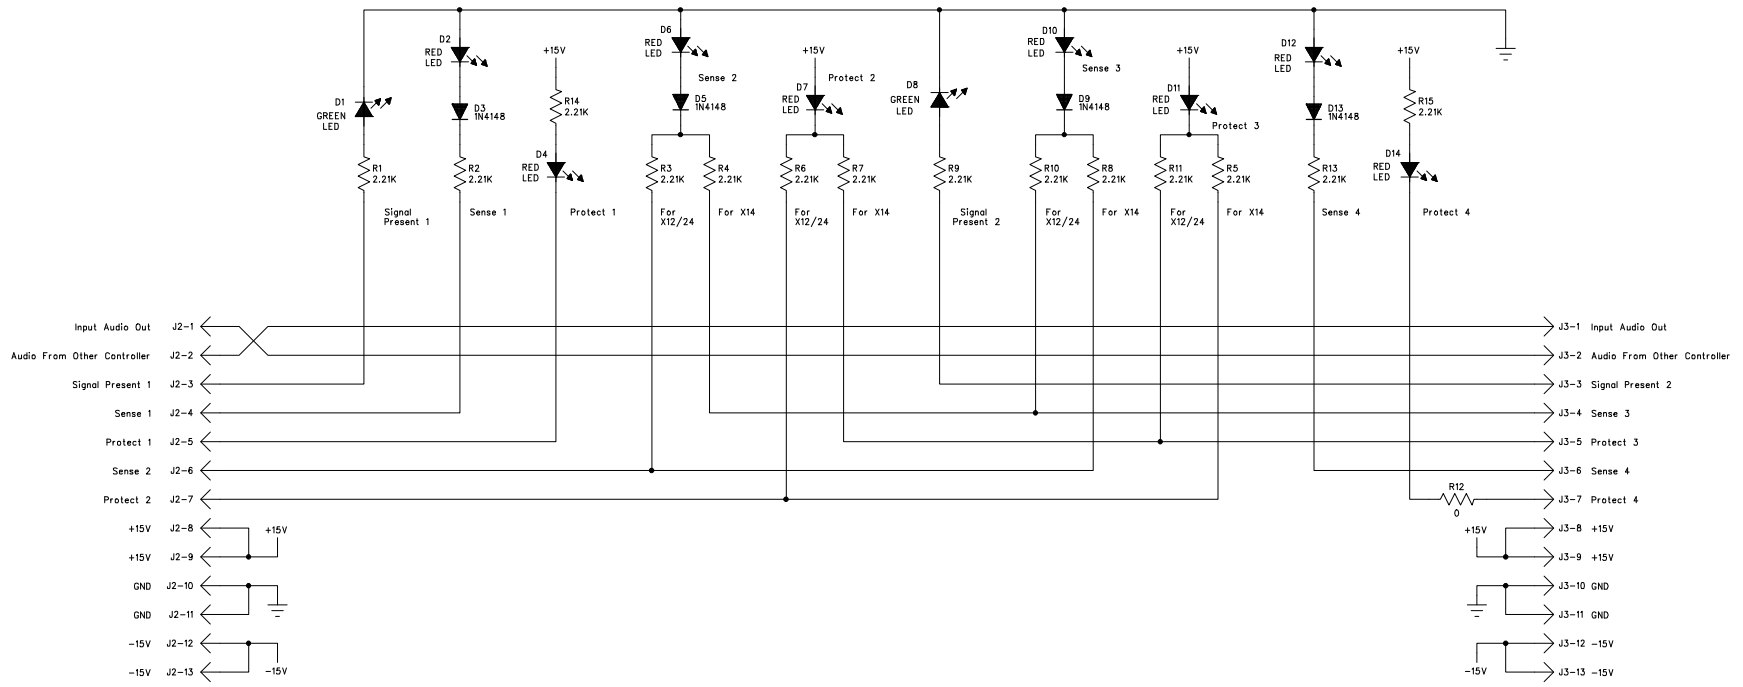 D1
GREEN
LED
R1
2.21K
Signal
Present 1
D2
RED
LED
D3
1N4148
R2
2.21K
Sense 1
+15V
R14
2.21K
D4
RED
LED
Protect 1
D6
RED
LED
Sense 2
D5
1N4148
R3
2.21K
R4
2.21K
For
X12/24
For X14
+15V
Protect 2
D7
RED
LED
R6
2.21K
R7
2.21K
For
X12/24
For X14
D8
GREEN
LED
R9
2.21K
Signal
Present 2
D10
RED
LED
Sense 3
D9
1N4148
R10
2.21K
R8
2.21K
For
X12/24
For X14
+15V
D11
RED
LED
Protect 3
R11
2.21K
R5
2.21K
For
X12/24
For X14
D12
RED
LED
D13
1N4148
R13
2.21K
Sense 4
+15V
R15
2.21K
D14
RED
LED
Protect 4
Input Audio Out J2-1
Audio From Other Controller J2-2
Signal Present 1 J2-3
Sense 1 J2-4
Protect 1 J2-5
Sense 2 J2-6
Protect 2 J2-7
+15V J2-8
+15V
+15V J2-9
GND J2-10
GND J2-11
-15V J2-12
-15V J2-13
-15V
J3-1 Input Audio Out
J3-2 Audio From Other Controller
J3-3 Signal Present 2
J3-4 Sense 3
J3-5 Protect 3
J3-6 Sense 4
R12
0
J3-7 Protect 4
+15V
J3-8 +15V
J3-9 +15V
J3-10 GND
J3-11 GND
J3-12 -15V
-15V
J3-13 -15V